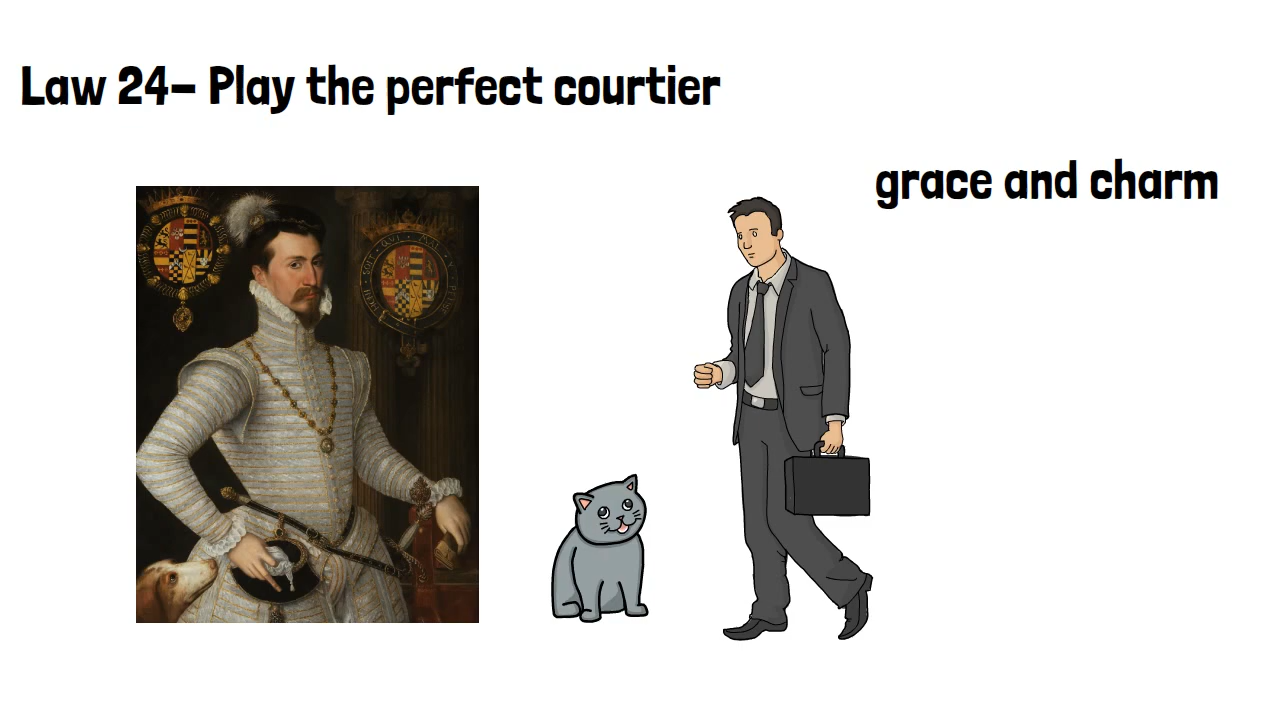 Law 24– Play the perfect courtier
grace and charm